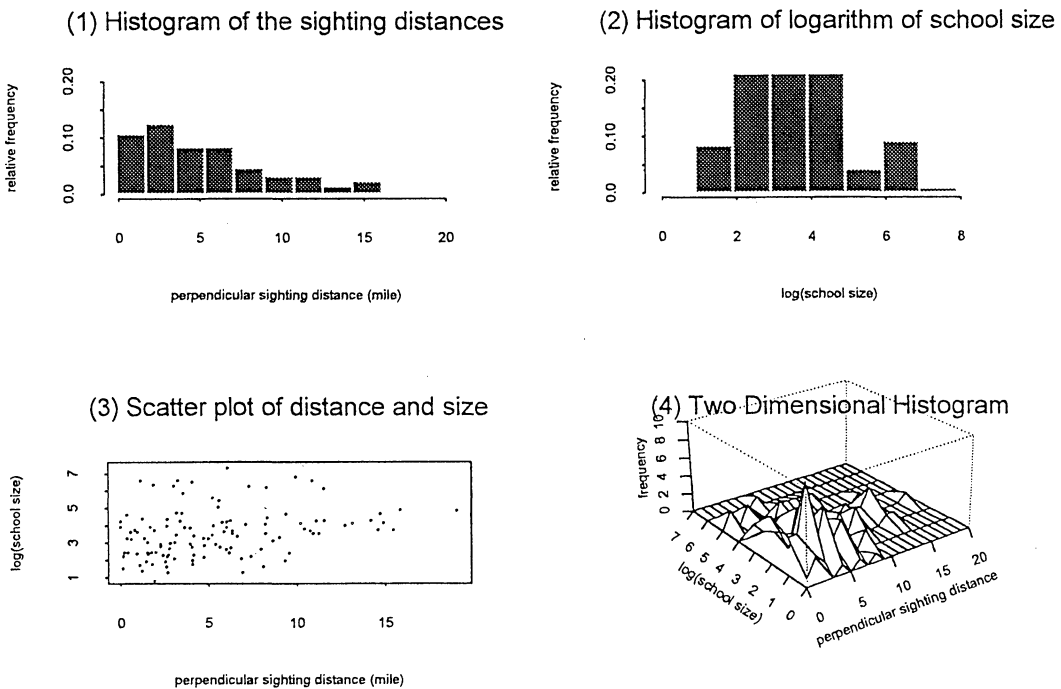 (1) Histogram of the sighting distances
relative frequency
0.20
0.10
0.0
0 5 10 15 20
perpendicular sighting distance (mile)
(2) Histogram of logarithm of school size
relative frequency
0.20
0.10
0.0
0 2 4 6 8
log(school size)
(3) Scatter plot of distance and size
log(school size)
7
5
3
1
0 5 10 15
perpendicular sighting distance (mile)
(4) Two Dimensional Histogram
frequency
10
8
6
4
2
0
7 6 5 4 3 2 1 0
log(school size)
0 5 10 15 20
perpendicular sighting distance